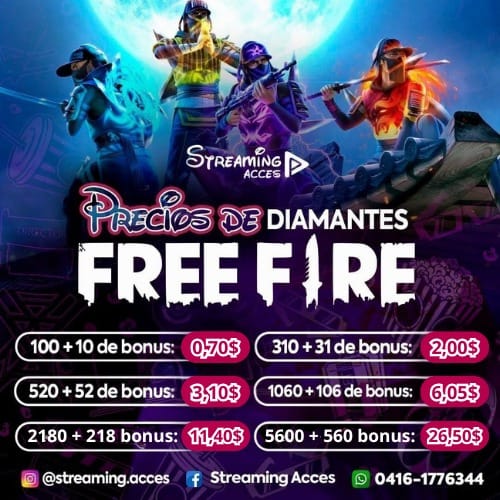 STREAMING
ACCES
PRECIOS DE DIAMANTES
FREE FIRE
100 + 10 de bonus: 0,70$
310 + 31 de bonus: 2,00$
520 + 52 de bonus: 3,10$
1060 + 106 de bonus: 6,05$
2180 + 218 bonus: 11,40$
5600 + 560 bonus: 26,50$
@streaming.acces Streaming Acces 0416-1776344